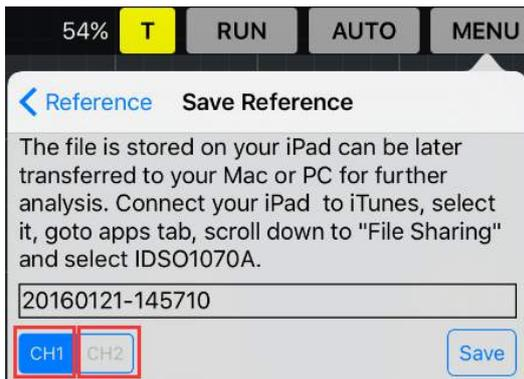 54% T RUN AUTO MENU
Reference Save Reference
The file is stored on your iPad can be later
transferred to your Mac or PC for further
analysis. Connect your iPad to iTunes, select
it, goto apps tab, scroll down to "File Sharing"
and select IDSO1070A.
20160121-145710
CH1 CH2 Save